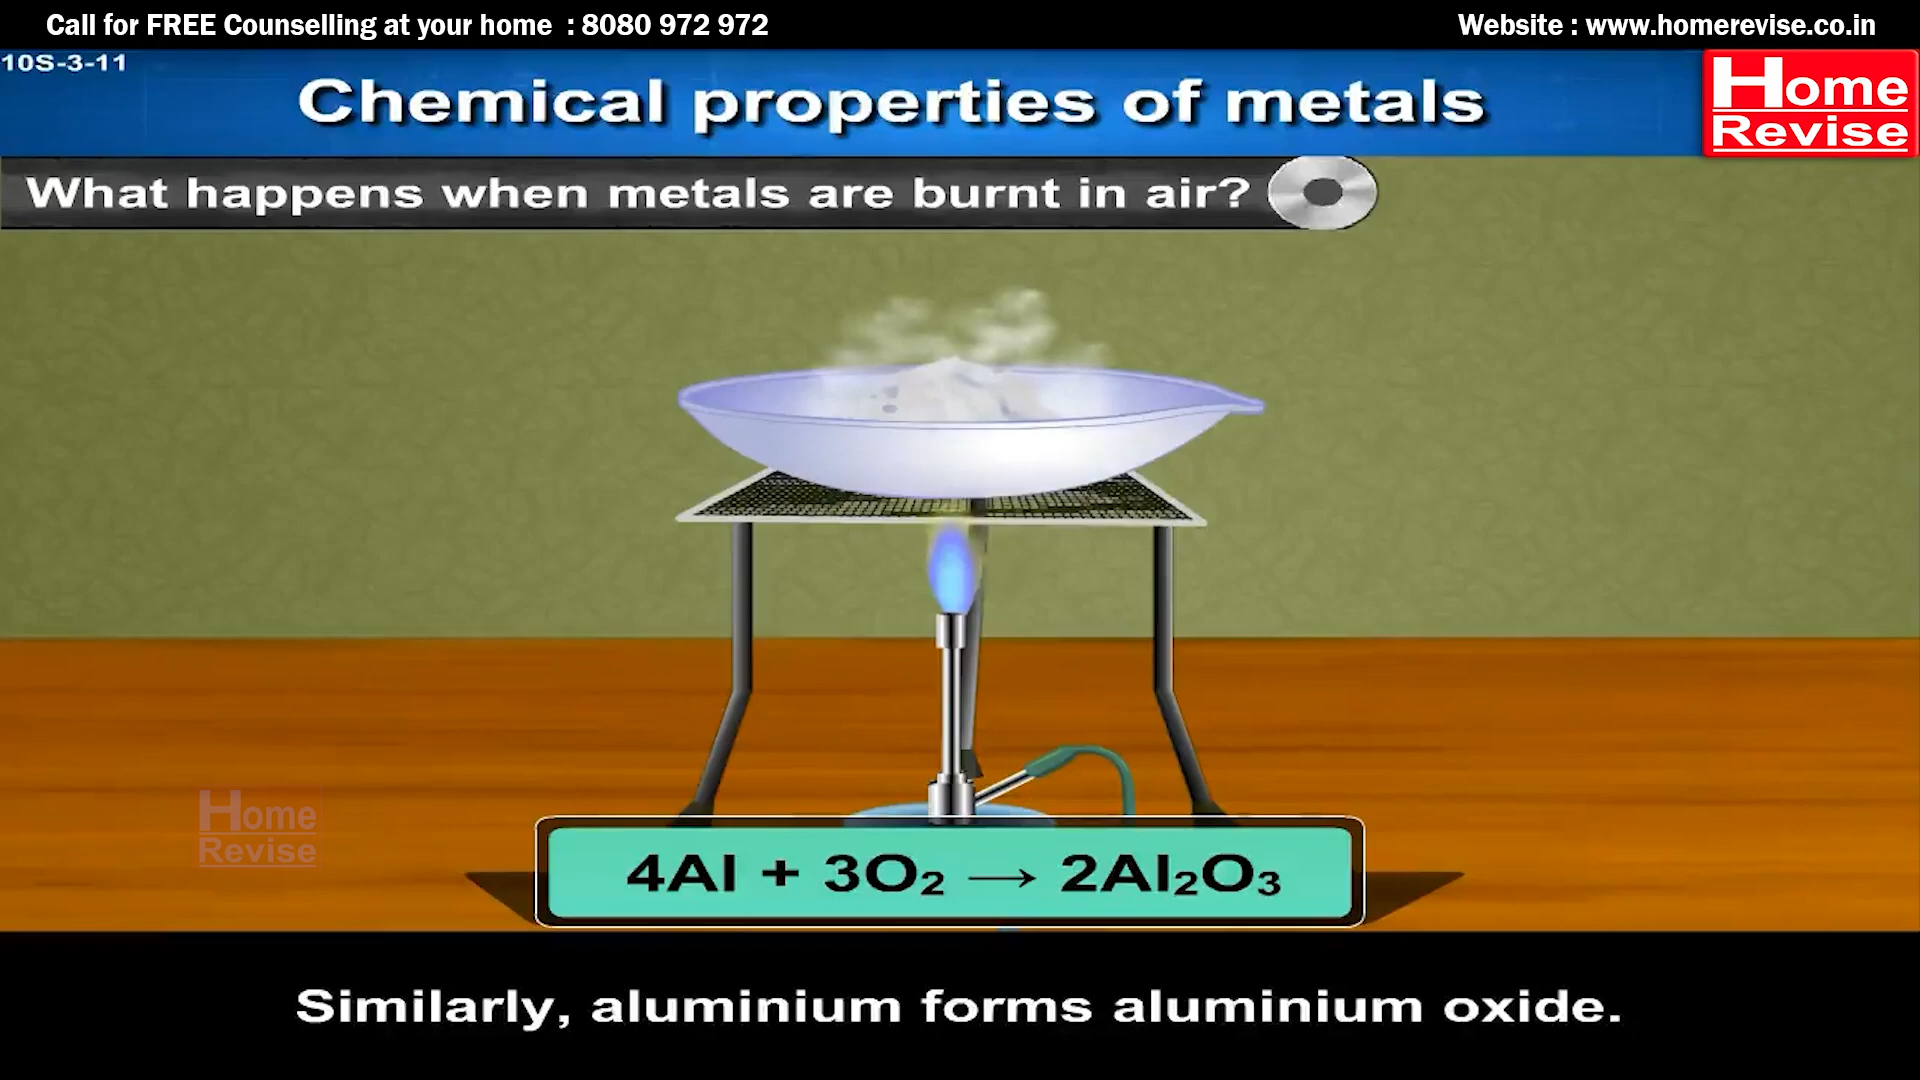 Call for FREE Counselling at your home : 8080 972 972
Website : www.homerevise.co.in
10S-3-11
Chemical properties of metals
Home
Revise
What happens when metals are burnt in air?
Home
Revise
4Al + 3O₂ → 2Al₂O₃
Similarly, aluminium forms aluminium oxide.